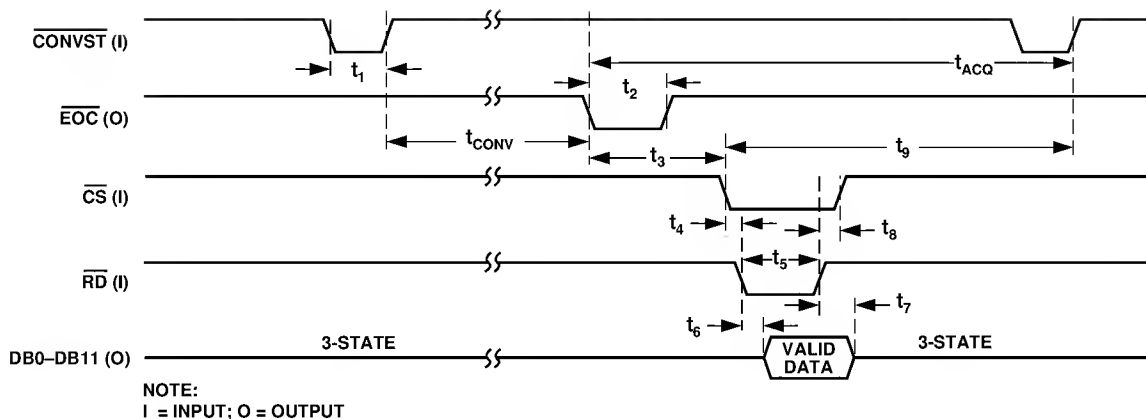 CONVST (I)
t1
tACQ
t2
EOC (O)
tCONV
t3
t9
CS (I)
t4
t8
t5
RD (I)
t7
t6
3-STATE
3-STATE
DB0–DB11 (O)
VALID
DATA
NOTE:
I = INPUT; O = OUTPUT